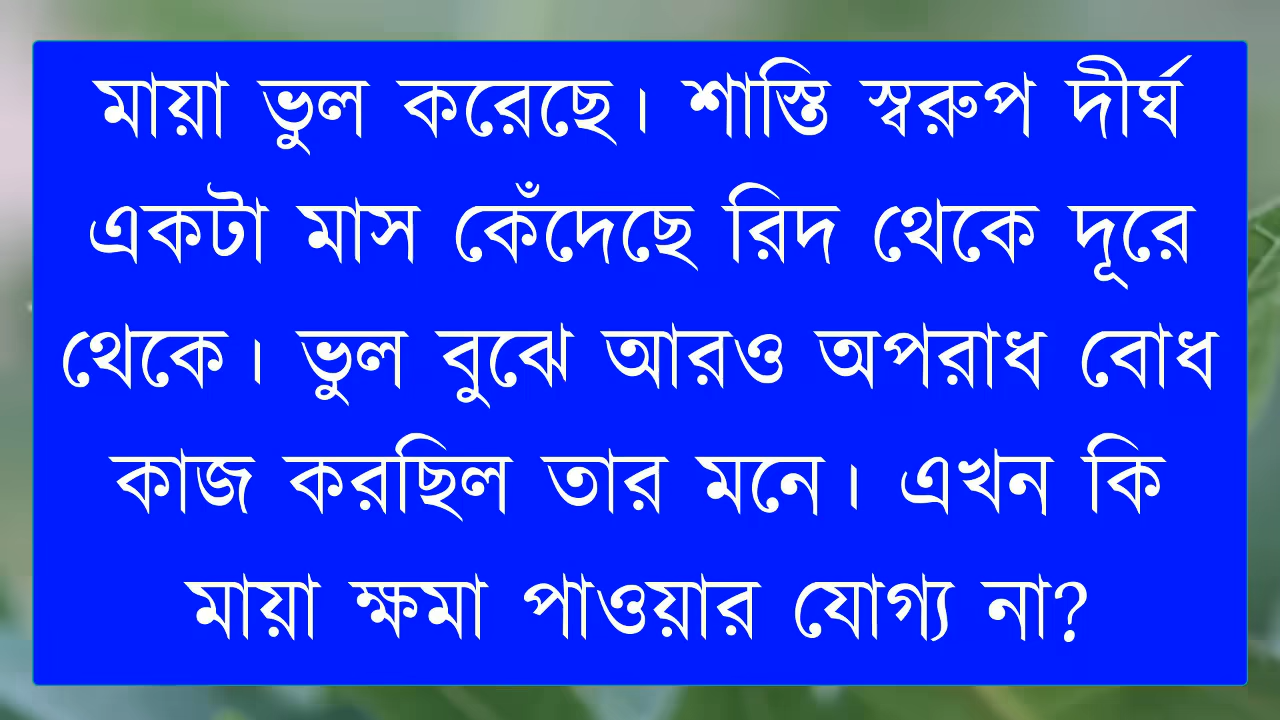 মায়া ভুল করেছে। শাস্তি স্বরুপ দীর্ঘ
একটা মাস কেঁদেছে রিদ থেকে দূরে
থেকে। ভুল বুঝে আরও অপরাধ বোধ
কাজ করছিল তার মনে। এখন কি
মায়া ক্ষমা পাওয়ার যোগ্য না?